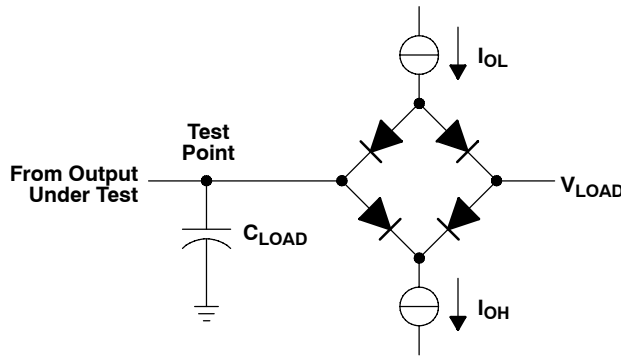 I_OL
Test
Point
From Output
Under Test
V_LOAD
C_LOAD
I_OH